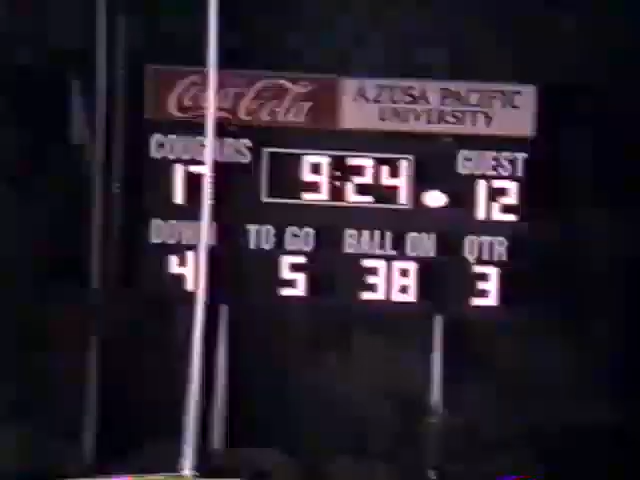 Coca-Cola AZUSA PACIFIC
UNIVERSITY
COUGARS 9:24 GUEST
17 12
DOWN TO GO BALL ON QTR
4 5 38 3